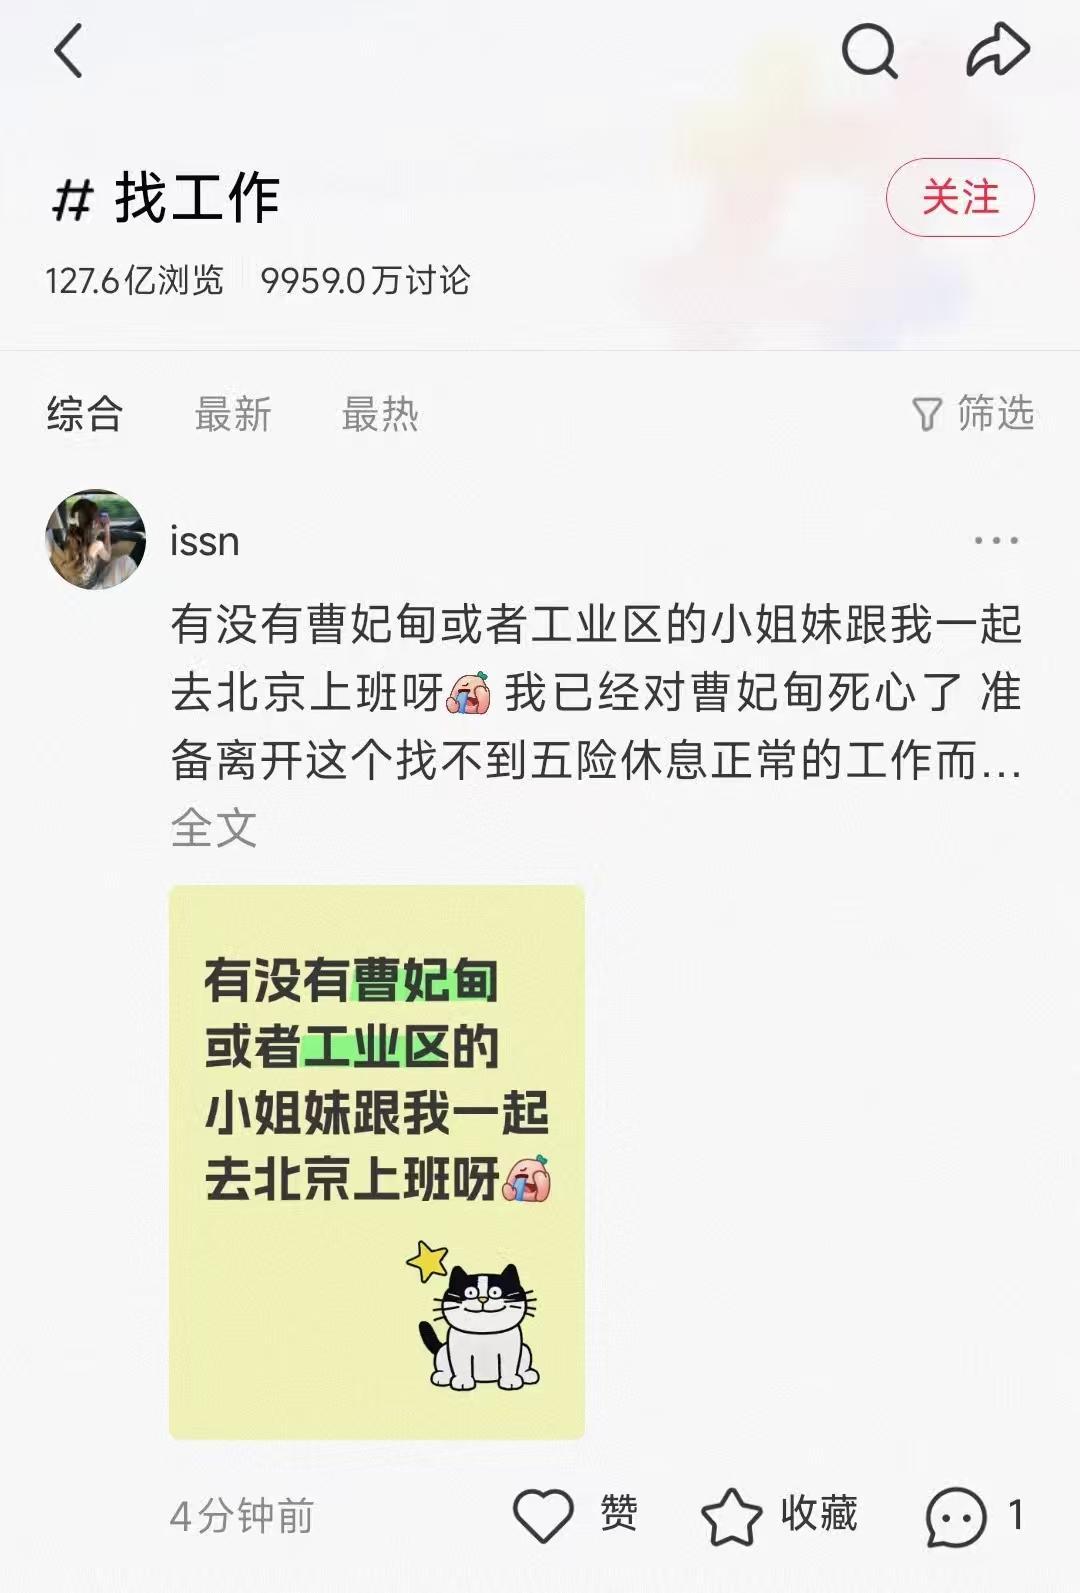 # 找工作
关注
127.6亿浏览 9959.0万讨论
综合 最新 最热 筛选
issn
有没有曹妃甸或者工业区的小姐妹跟我一起
去北京上班呀 我已经对曹妃甸死心了 准
备离开这个找不到五险休息正常的工作而...
全文
有没有曹妃甸
或者工业区的
小姐妹跟我一起
去北京上班呀
4分钟前 赞 收藏 1